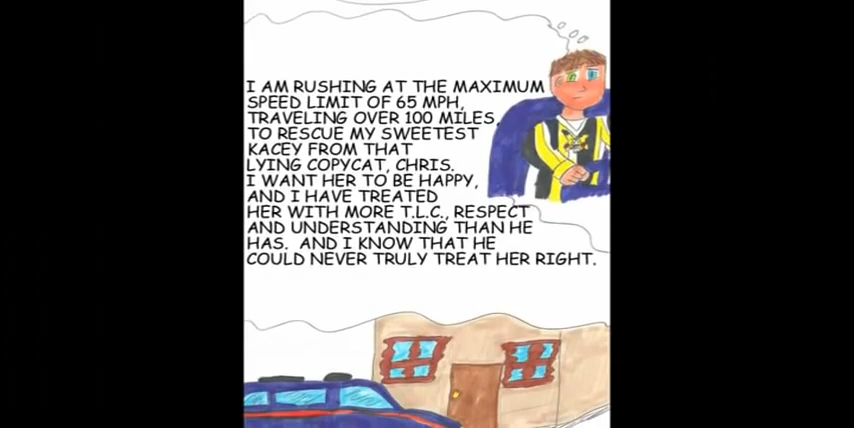 I AM RUSHING AT THE MAXIMUM
SPEED LIMIT OF 65 MPH,
TRAVELING OVER 100 MILES,
TO RESCUE MY SWEETEST
KACEY FROM THAT
LYING COPYCAT, CHRIS.
I WANT HER TO BE HAPPY,
AND I HAVE TREATED
HER WITH MORE T.L.C., RESPECT
AND UNDERSTANDING THAN HE
HAS. AND I KNOW THAT HE
COULD NEVER TRULY TREAT HER RIGHT.